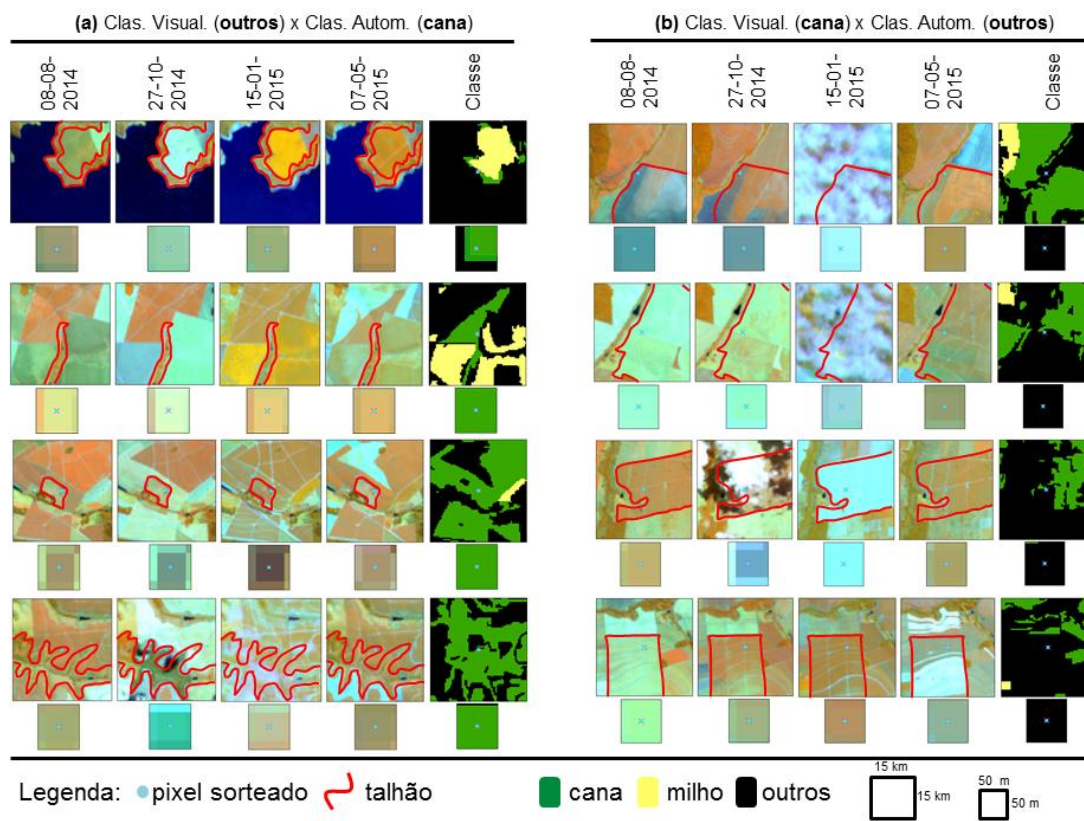 (a) Clas. Visual. (outros) x Clas. Autom. (cana)
(b) Clas. Visual. (cana) x Clas. Autom. (outros)
08-08-2014
27-10-2014
15-01-2015
07-05-2015
Classe
08-08-2014
27-10-2014
15-01-2015
07-05-2015
Classe
Legenda: pixel sorteado talhão cana milho outros
15 km
15 km
50 m
50 m